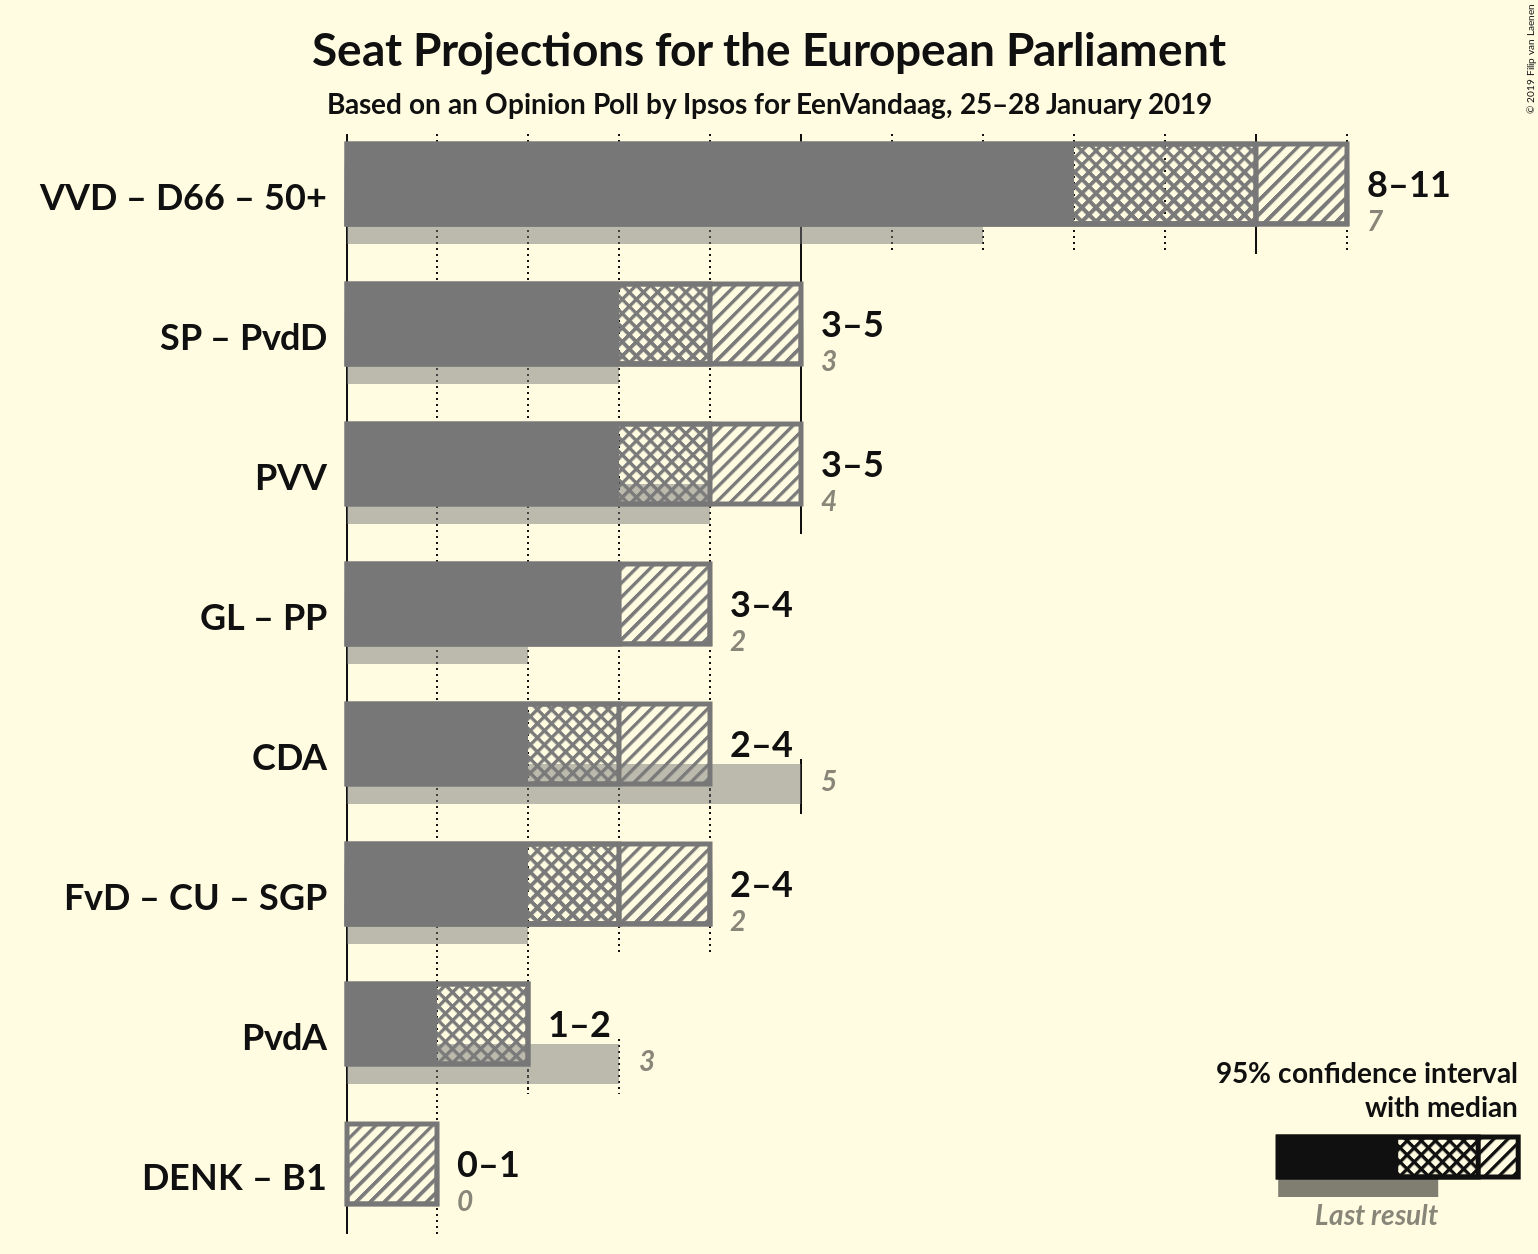 Seat Projections for the European Parliament
Based on an Opinion Poll by Ipsos for EenVandaag, 25–28 January 2019
© 2019 Filip van Laenen
VVD – D66 – 50+
8–11
7
SP – PvdD
3–5
3
PVV
3–5
4
GL – PP
3–4
2
CDA
2–4
5
FvD – CU – SGP
2–4
2
PvdA
1–2
3
DENK – B1
0–1
0
95% confidence interval
with median
Last result